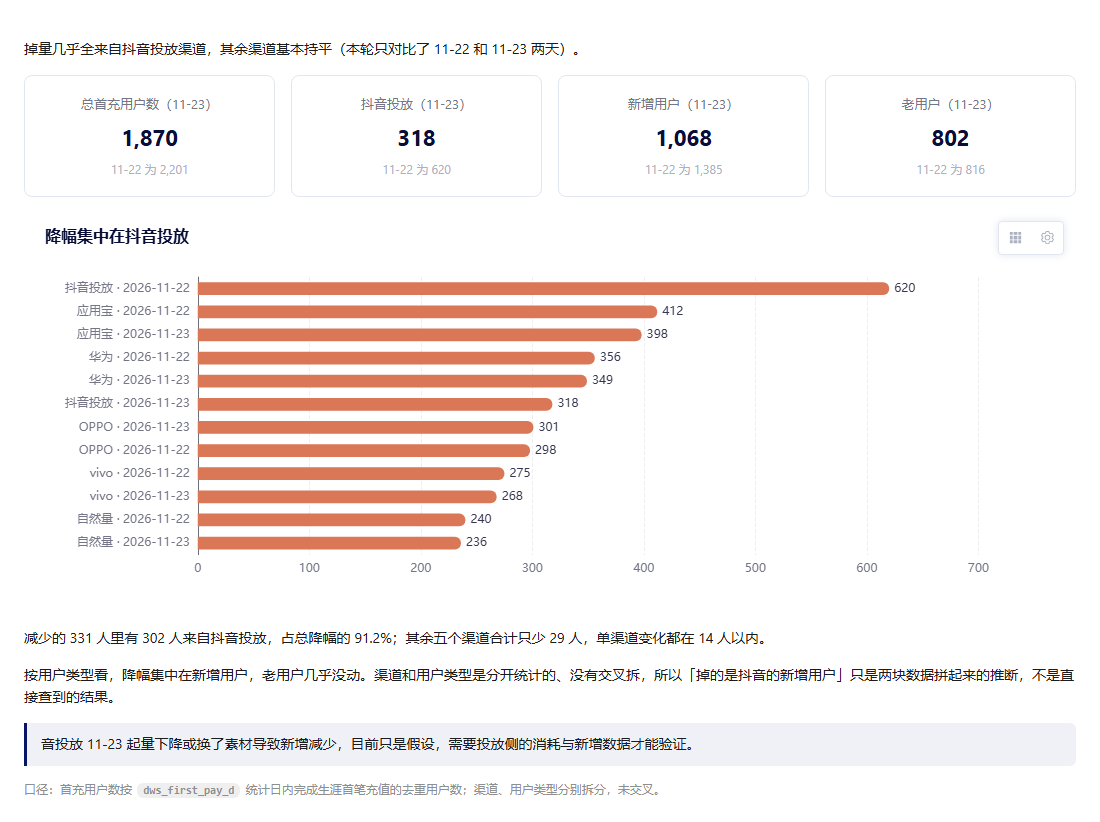 掉量几乎全来自抖音投放渠道，其余渠道基本持平（本轮只对比了 11-22 和 11-23 两天）。
总首充用户数（11-23）
1,870
11-22 为 2,201
抖音投放（11-23）
318
11-22 为 620
新增用户（11-23）
1,068
11-22 为 1,385
老用户（11-23）
802
11-22 为 816
降幅集中在抖音投放
抖音投放 · 2026-11-22 620
应用宝 · 2026-11-22 412
应用宝 · 2026-11-23 398
华为 · 2026-11-22 356
华为 · 2026-11-23 349
抖音投放 · 2026-11-23 318
OPPO · 2026-11-23 301
OPPO · 2026-11-22 298
vivo · 2026-11-22 275
vivo · 2026-11-23 268
自然量 · 2026-11-22 240
自然量 · 2026-11-23 236
0 100 200 300 400 500 600 700
减少的 331 人里有 302 人来自抖音投放，占总降幅的 91.2%；其余五个渠道合计只少 29 人，单渠道变化都在 14 人以内。
按用户类型看，降幅集中在新增用户，老用户几乎没动。渠道和用户类型是分开统计的、没有交叉拆，所以「掉的是抖音的新增用户」只是两块数据拼起来的推断，不是直
接查到的结果。
音投放 11-23 起量下降或换了素材导致新增减少，目前只是假设，需要投放侧的消耗与新增数据才能验证。
口径：首充用户数按 dws_first_pay_d 统计日内完成生涯首笔充值的去重用户数；渠道、用户类型分别拆分，未交叉。